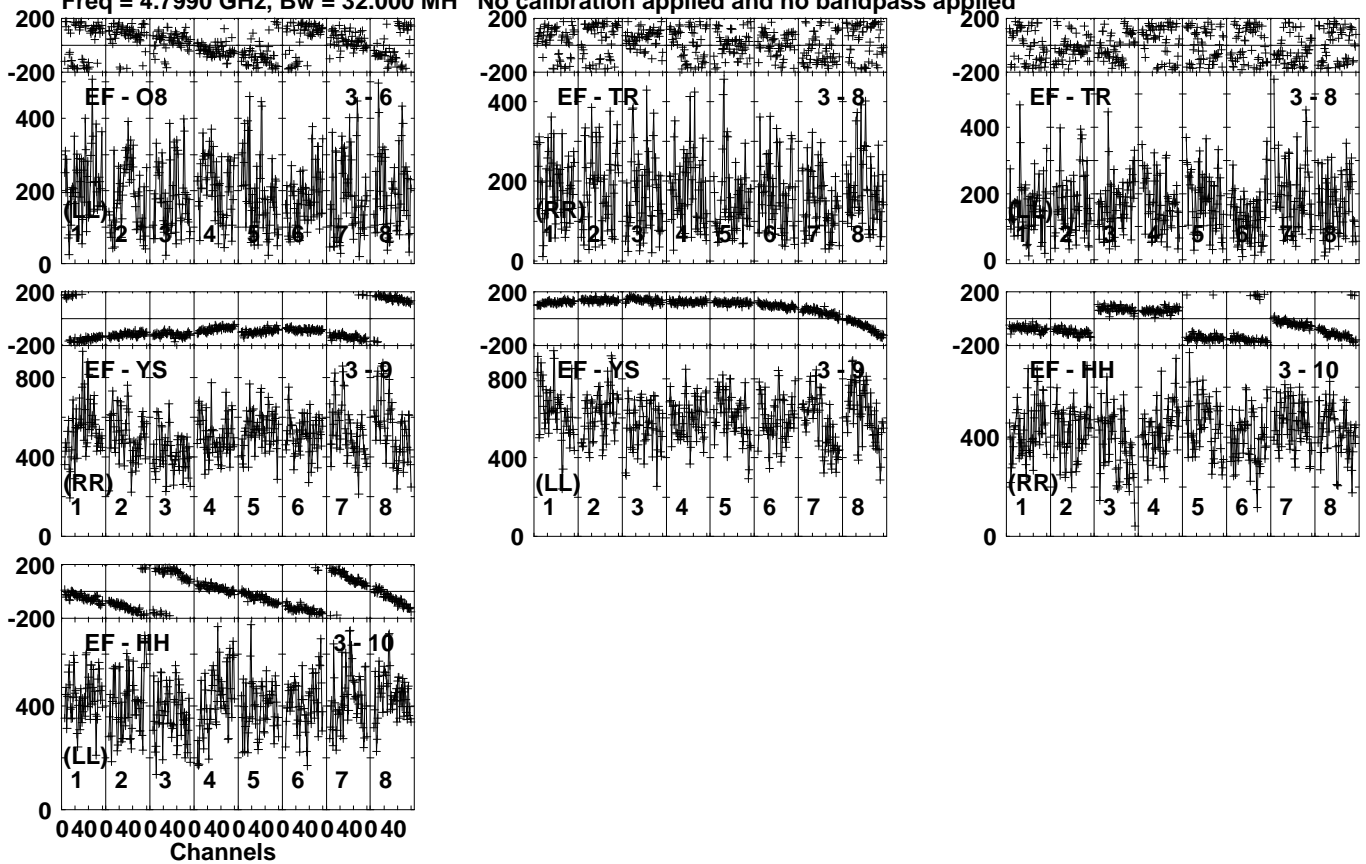 Freq = 4.7990 GHz, Bw = 32.000 MH No calibration applied and no bandpass applied
200 200 200
-200 -200 -200
EF - O8 3 - 6 EF - TR 3 - 8 EF - TR 3 - 8
400 400 400
200 200 200
(LL) (RR) (LL)
1 2 3 4 5 6 7 8 1 2 3 4 5 6 7 8 1 2 3 4 5 6 7 8
0 0 0
200 200 200
-200 -200 -200
EF - YS 3 - 9 EF - YS 3 - 9 EF - HH 3 - 10
800 800
400 400 400
(RR) (LL) (RR)
1 2 3 4 5 6 7 8 1 2 3 4 5 6 7 8 1 2 3 4 5 6 7 8
0 0 0
200
-200
EF - HH 3 - 10
400
(LL)
1 2 3 4 5 6 7 8
0
0 40 0 40 0 40 0 40 0 40 0 40 0 40 0 40
Channels